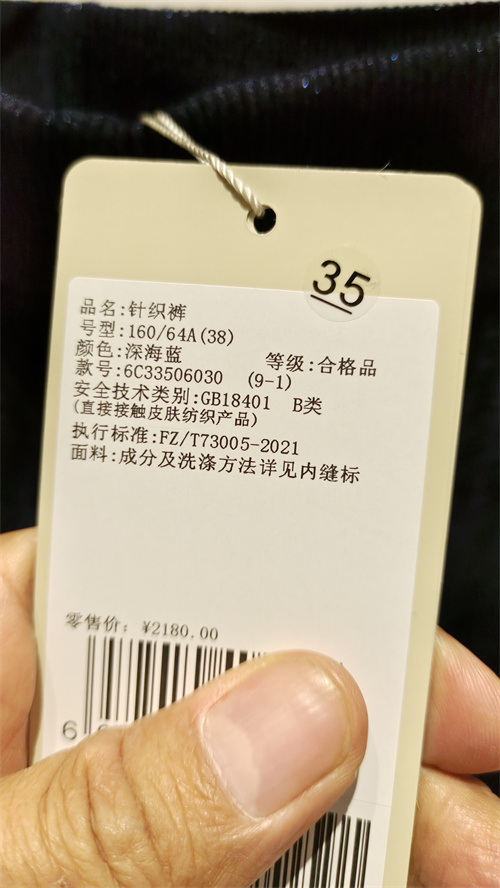 35
品名:针织裤
号型:160/64A(38)
颜色:深海蓝 等级:合格品
款号:6C33506030 (9-1)
安全技术类别:GB18401 B类
(直接接触皮肤纺织产品)
执行标准:FZ/T73005-2021
面料:成分及洗涤方法详见内缝标
零售价: ¥2180.00
6